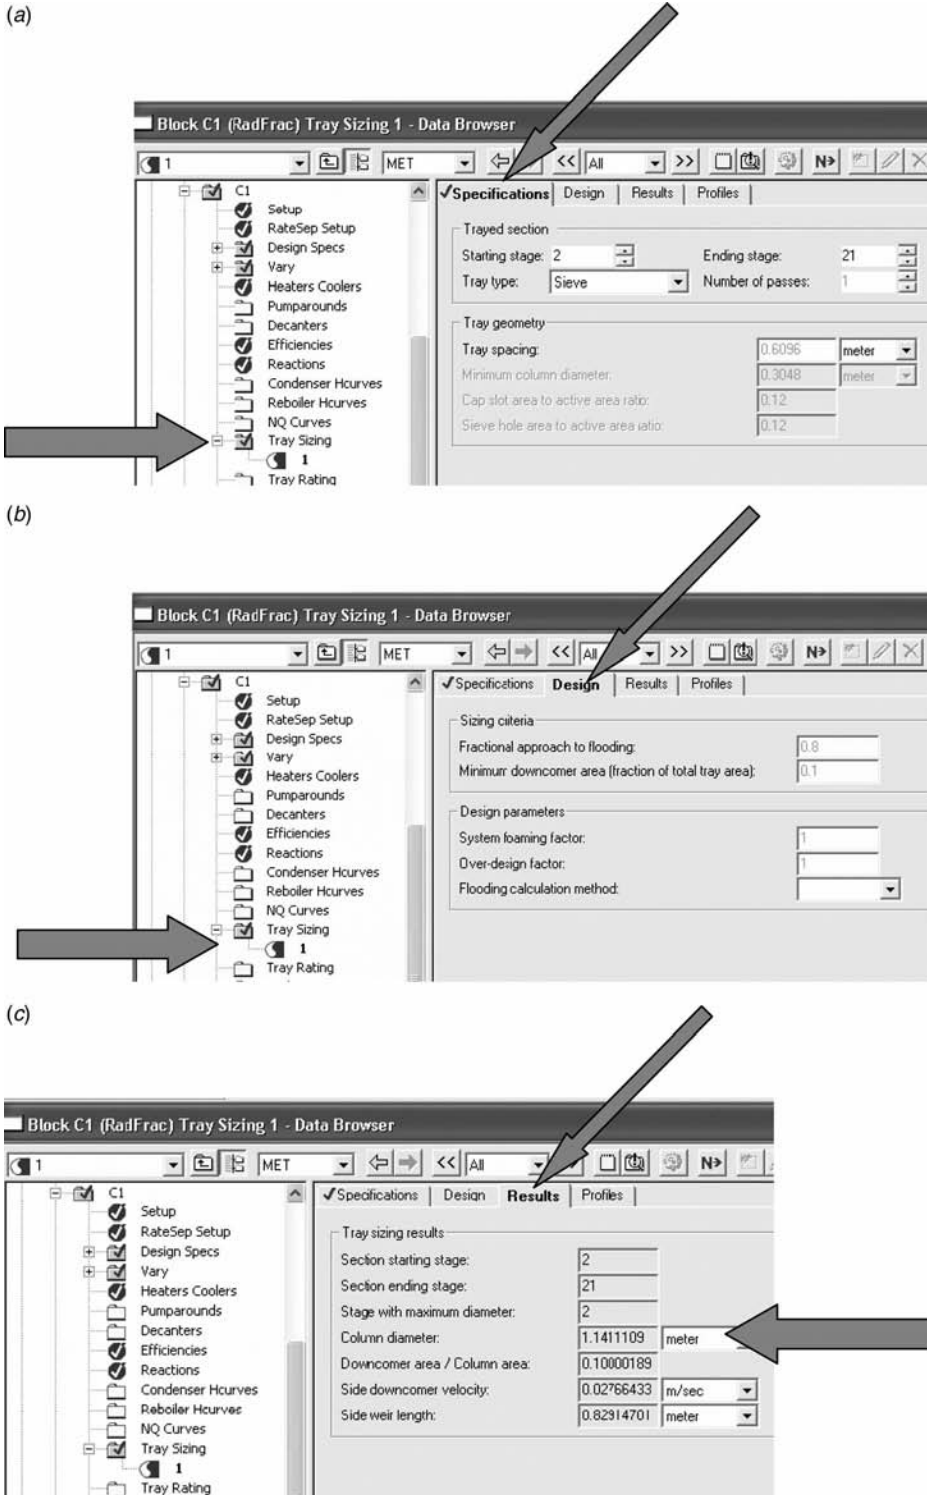 (a)
Block C1 (RadFrac) Tray Sizing 1 - Data Browser
1 MET << All >> N
C1
Setup
RateSep Setup
Design Specs
Vary
Heaters Coolers
Pumparounds
Decanters
Efficiencies
Reactions
Condenser Hcurves
Reboiler Hcurves
NQ Curves
Tray Sizing
1
Tray Rating
Specifications Design Results Profiles
Trayed section
Starting stage: 2 Ending stage: 21
Tray type: Sieve Number of passes: 1
Tray geometry
Tray spacing: 0.6096 meter
Minimum column diameter: 0.3048 meter
Cap slot area to active area ratio: 0.12
Sieve hole area to active area ratio: 0.12
(b)
Block C1 (RadFrac) Tray Sizing 1 - Data Browser
1 MET << All >> N
C1
Setup
RateSep Setup
Design Specs
Vary
Heaters Coolers
Pumparounds
Decanters
Efficiencies
Reactions
Condenser Hcurves
Reboiler Hcurves
NQ Curves
Tray Sizing
1
Tray Rating
Specifications Design Results Profiles
Sizing criteria
Fractional approach to flooding: 0.8
Minimum downcomer area (fraction of total tray area): 0.1
Design parameters
System foaming factor: 1
Over-design factor: 1
Flooding calculation method:
(c)
Block C1 (RadFrac) Tray Sizing 1 - Data Browser
1 MET << All N
C1
Setup
RateSep Setup
Design Specs
Vary
Heaters Coolers
Pumparounds
Decanters
Efficiencies
Reactions
Condenser Hcurves
Reboiler Hcurves
NQ Curves
Tray Sizing
1
Tray Rating
Specifications Design Results Profiles
Tray sizing results
Section starting stage: 2
Section ending stage: 21
Stage with maximum diameter: 2
Column diameter: 1.1411109 meter
Downcomer area / Column area: 0.10000189
Side downcomer velocity: 0.02766433 m/sec
Side weir length: 0.82914701 meter